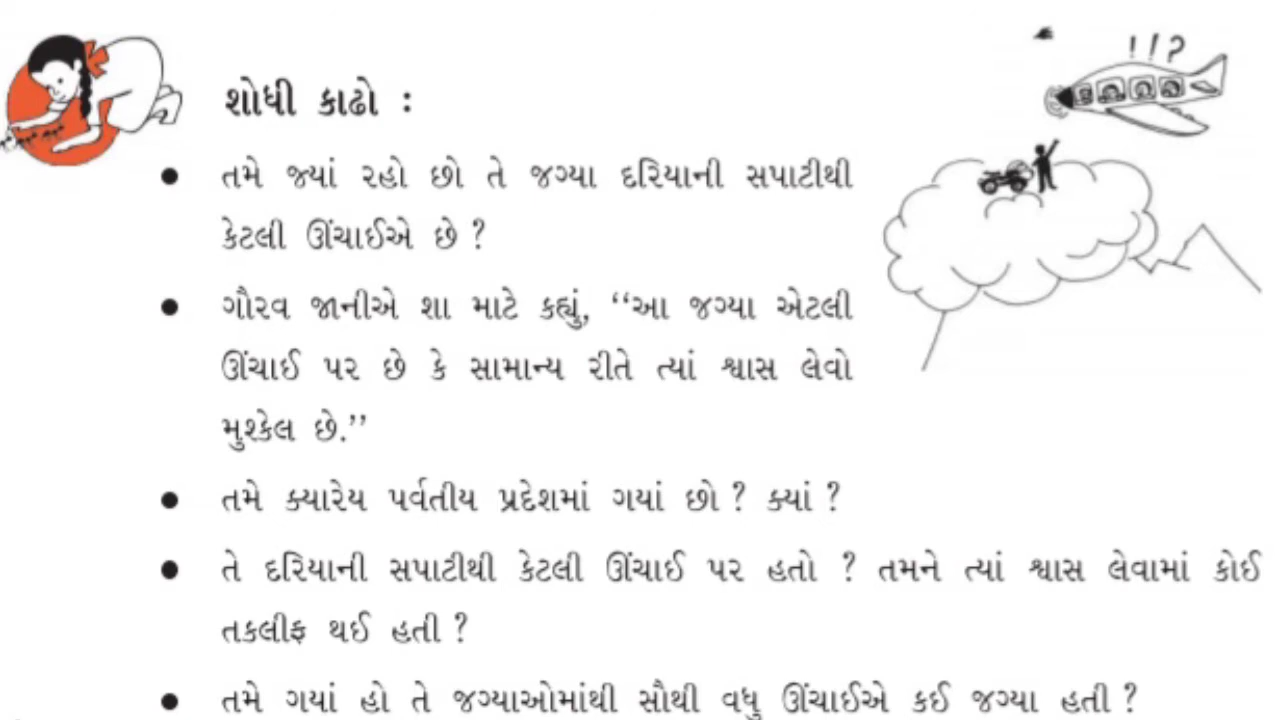 શોધી કાઢો :
! ! ?
● તમે જ્યાં રહો છો તે જગ્યા દરિયાની સપાટીથી
કેટલી ઊંચાઈએ છે ?
● ગૌરવ જાનીએ શા માટે કહ્યું, “આ જગ્યા એટલી
ઊંચાઈ પર છે કે સામાન્ય રીતે ત્યાં શ્વાસ લેવો
મુશ્કેલ છે.”
● તમે ક્યારેય પર્વતીય પ્રદેશમાં ગયાં છો ? ક્યાં ?
● તે દરિયાની સપાટીથી કેટલી ઊંચાઈ પર હતો ? તમને ત્યાં શ્વાસ લેવામાં કોઈ
તકલીફ થઈ હતી ?
● તમે ગયાં હો તે જગ્યાઓમાંથી સૌથી વધુ ઊંચાઈએ કઈ જગ્યા હતી ?